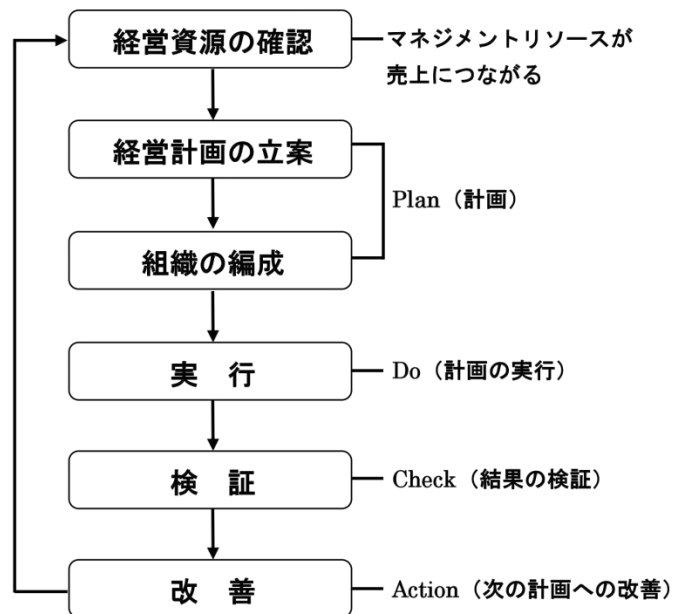 経営資源の確認
マネジメントリソースが
売上につながる
経営計画の立案
Plan（計画）
組織の編成
実　行
Do（計画の実行）
検　証
Check（結果の検証）
改　善
Action（次の計画への改善）